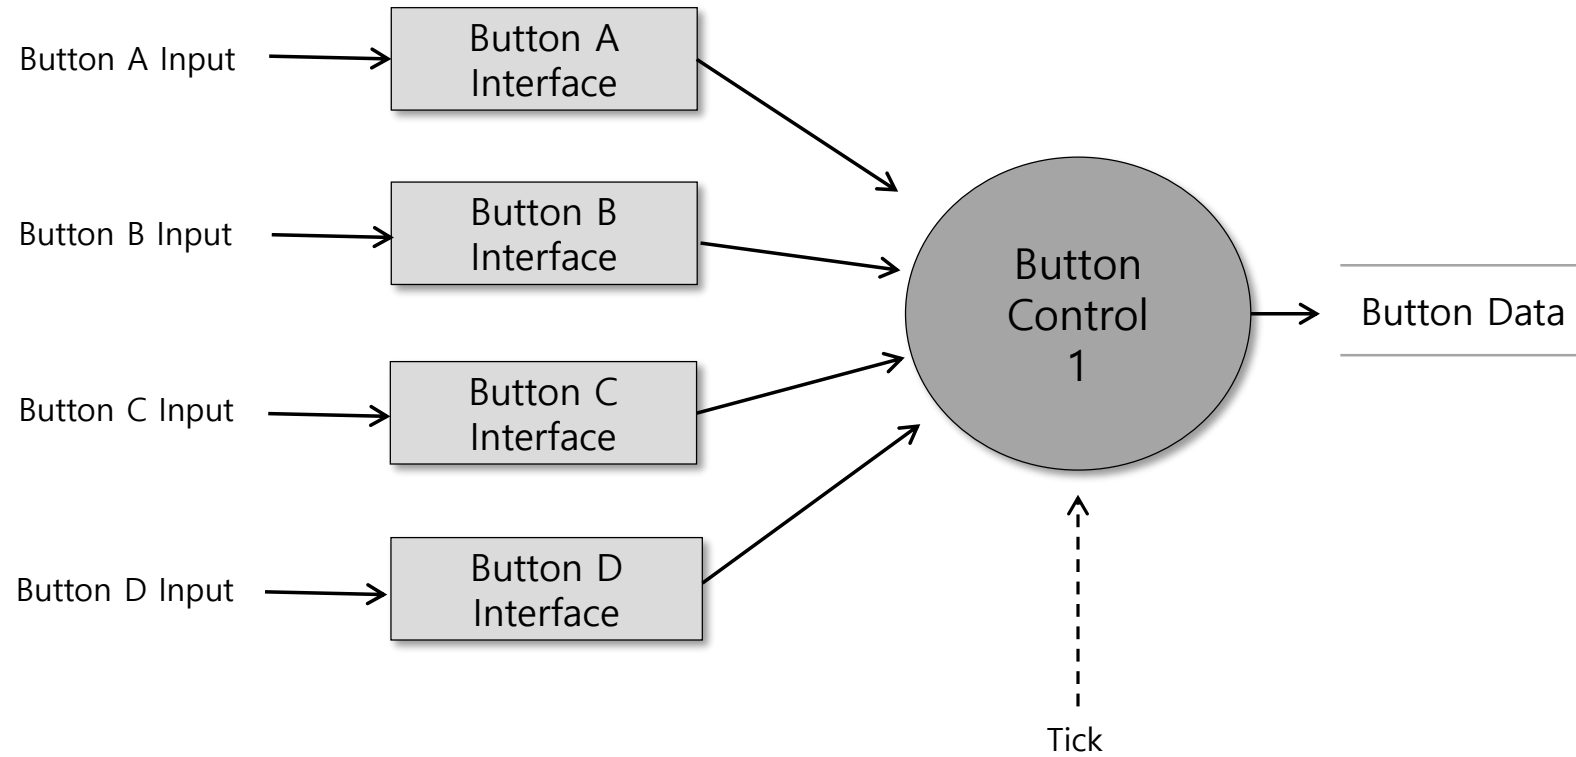 Button A Input
Button A
Interface
Button B Input
Button B
Interface
Button C Input
Button C
Interface
Button D Input
Button D
Interface
Button
Control
1
Button Data
Tick